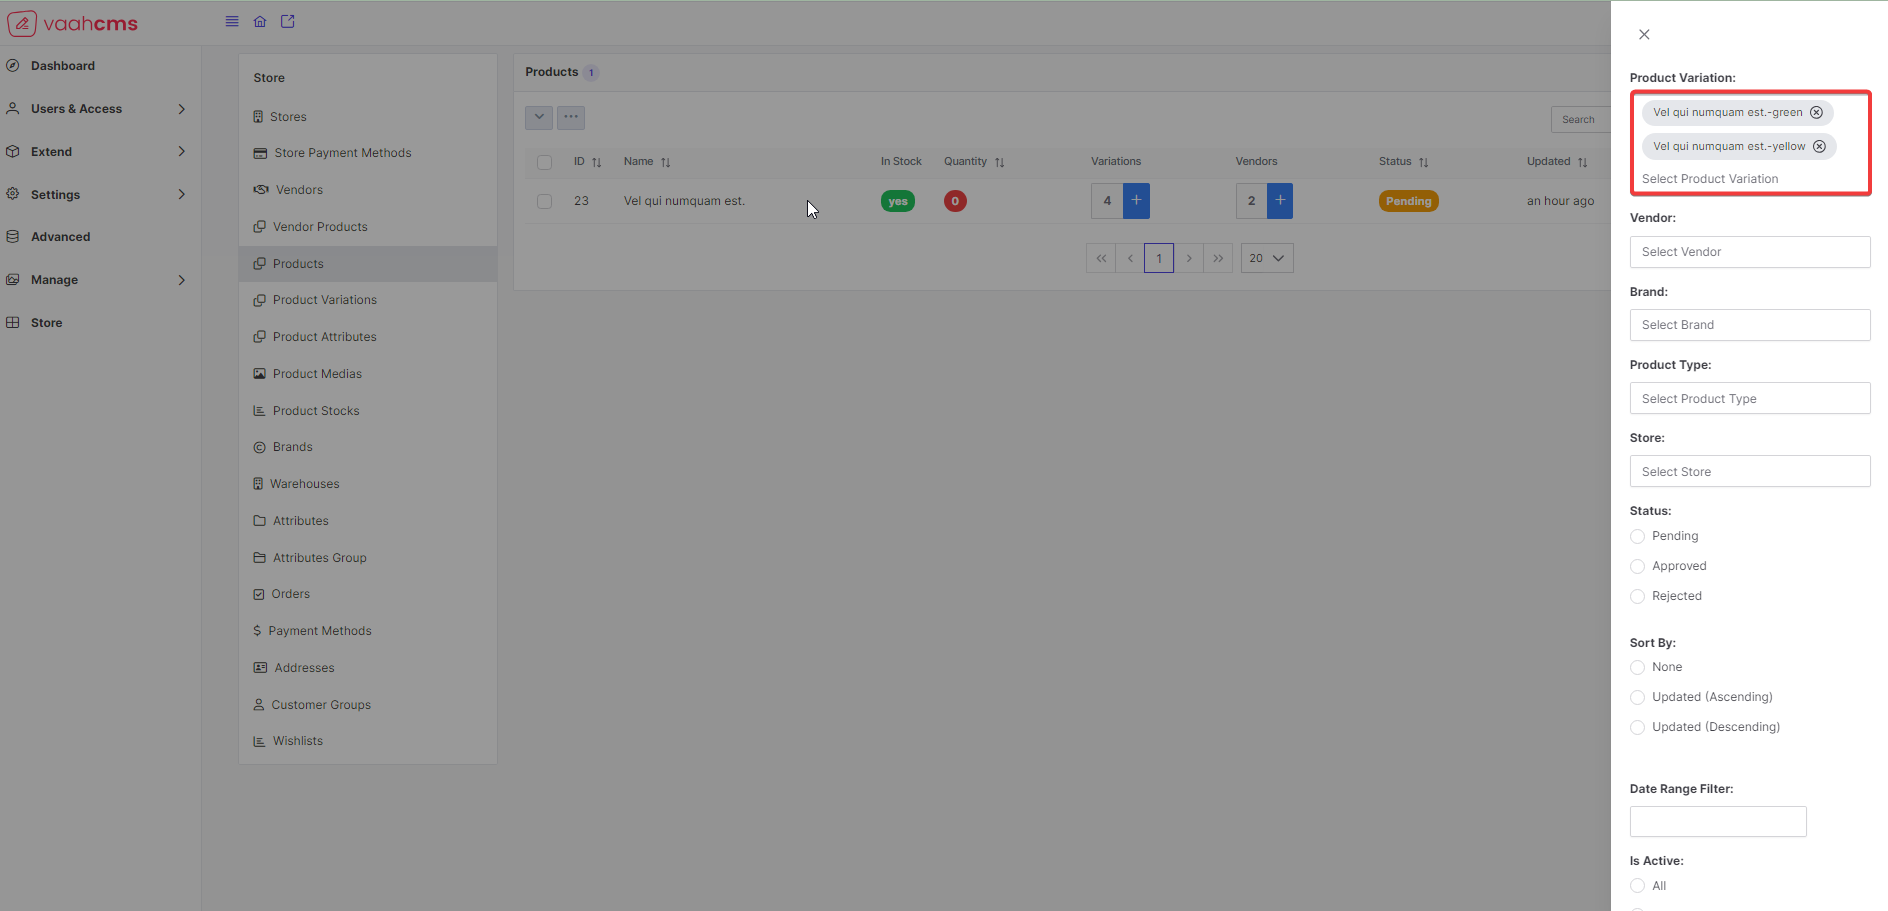 vaahcms
Dashboard
Users & Access
Extend
Settings
Advanced
Manage
Store
Store
Stores
Store Payment Methods
Vendors
Vendor Products
Products
Product Variations
Product Attributes
Product Medias
Product Stocks
Brands
Warehouses
Attributes
Attributes Group
Orders
Payment Methods
Addresses
Customer Groups
Wishlists
Products 1
Search
ID Name In Stock Quantity Variations Vendors Status Updated
23 Vel qui numquam est. yes 0 4 + 2 + Pending an hour ago
1 20
Product Variation:
Vel qui numquam est.-green
Vel qui numquam est.-yellow
Select Product Variation
Vendor:
Select Vendor
Brand:
Select Brand
Product Type:
Select Product Type
Store:
Select Store
Status:
Pending
Approved
Rejected
Sort By:
None
Updated (Ascending)
Updated (Descending)
Date Range Filter:
Is Active:
All